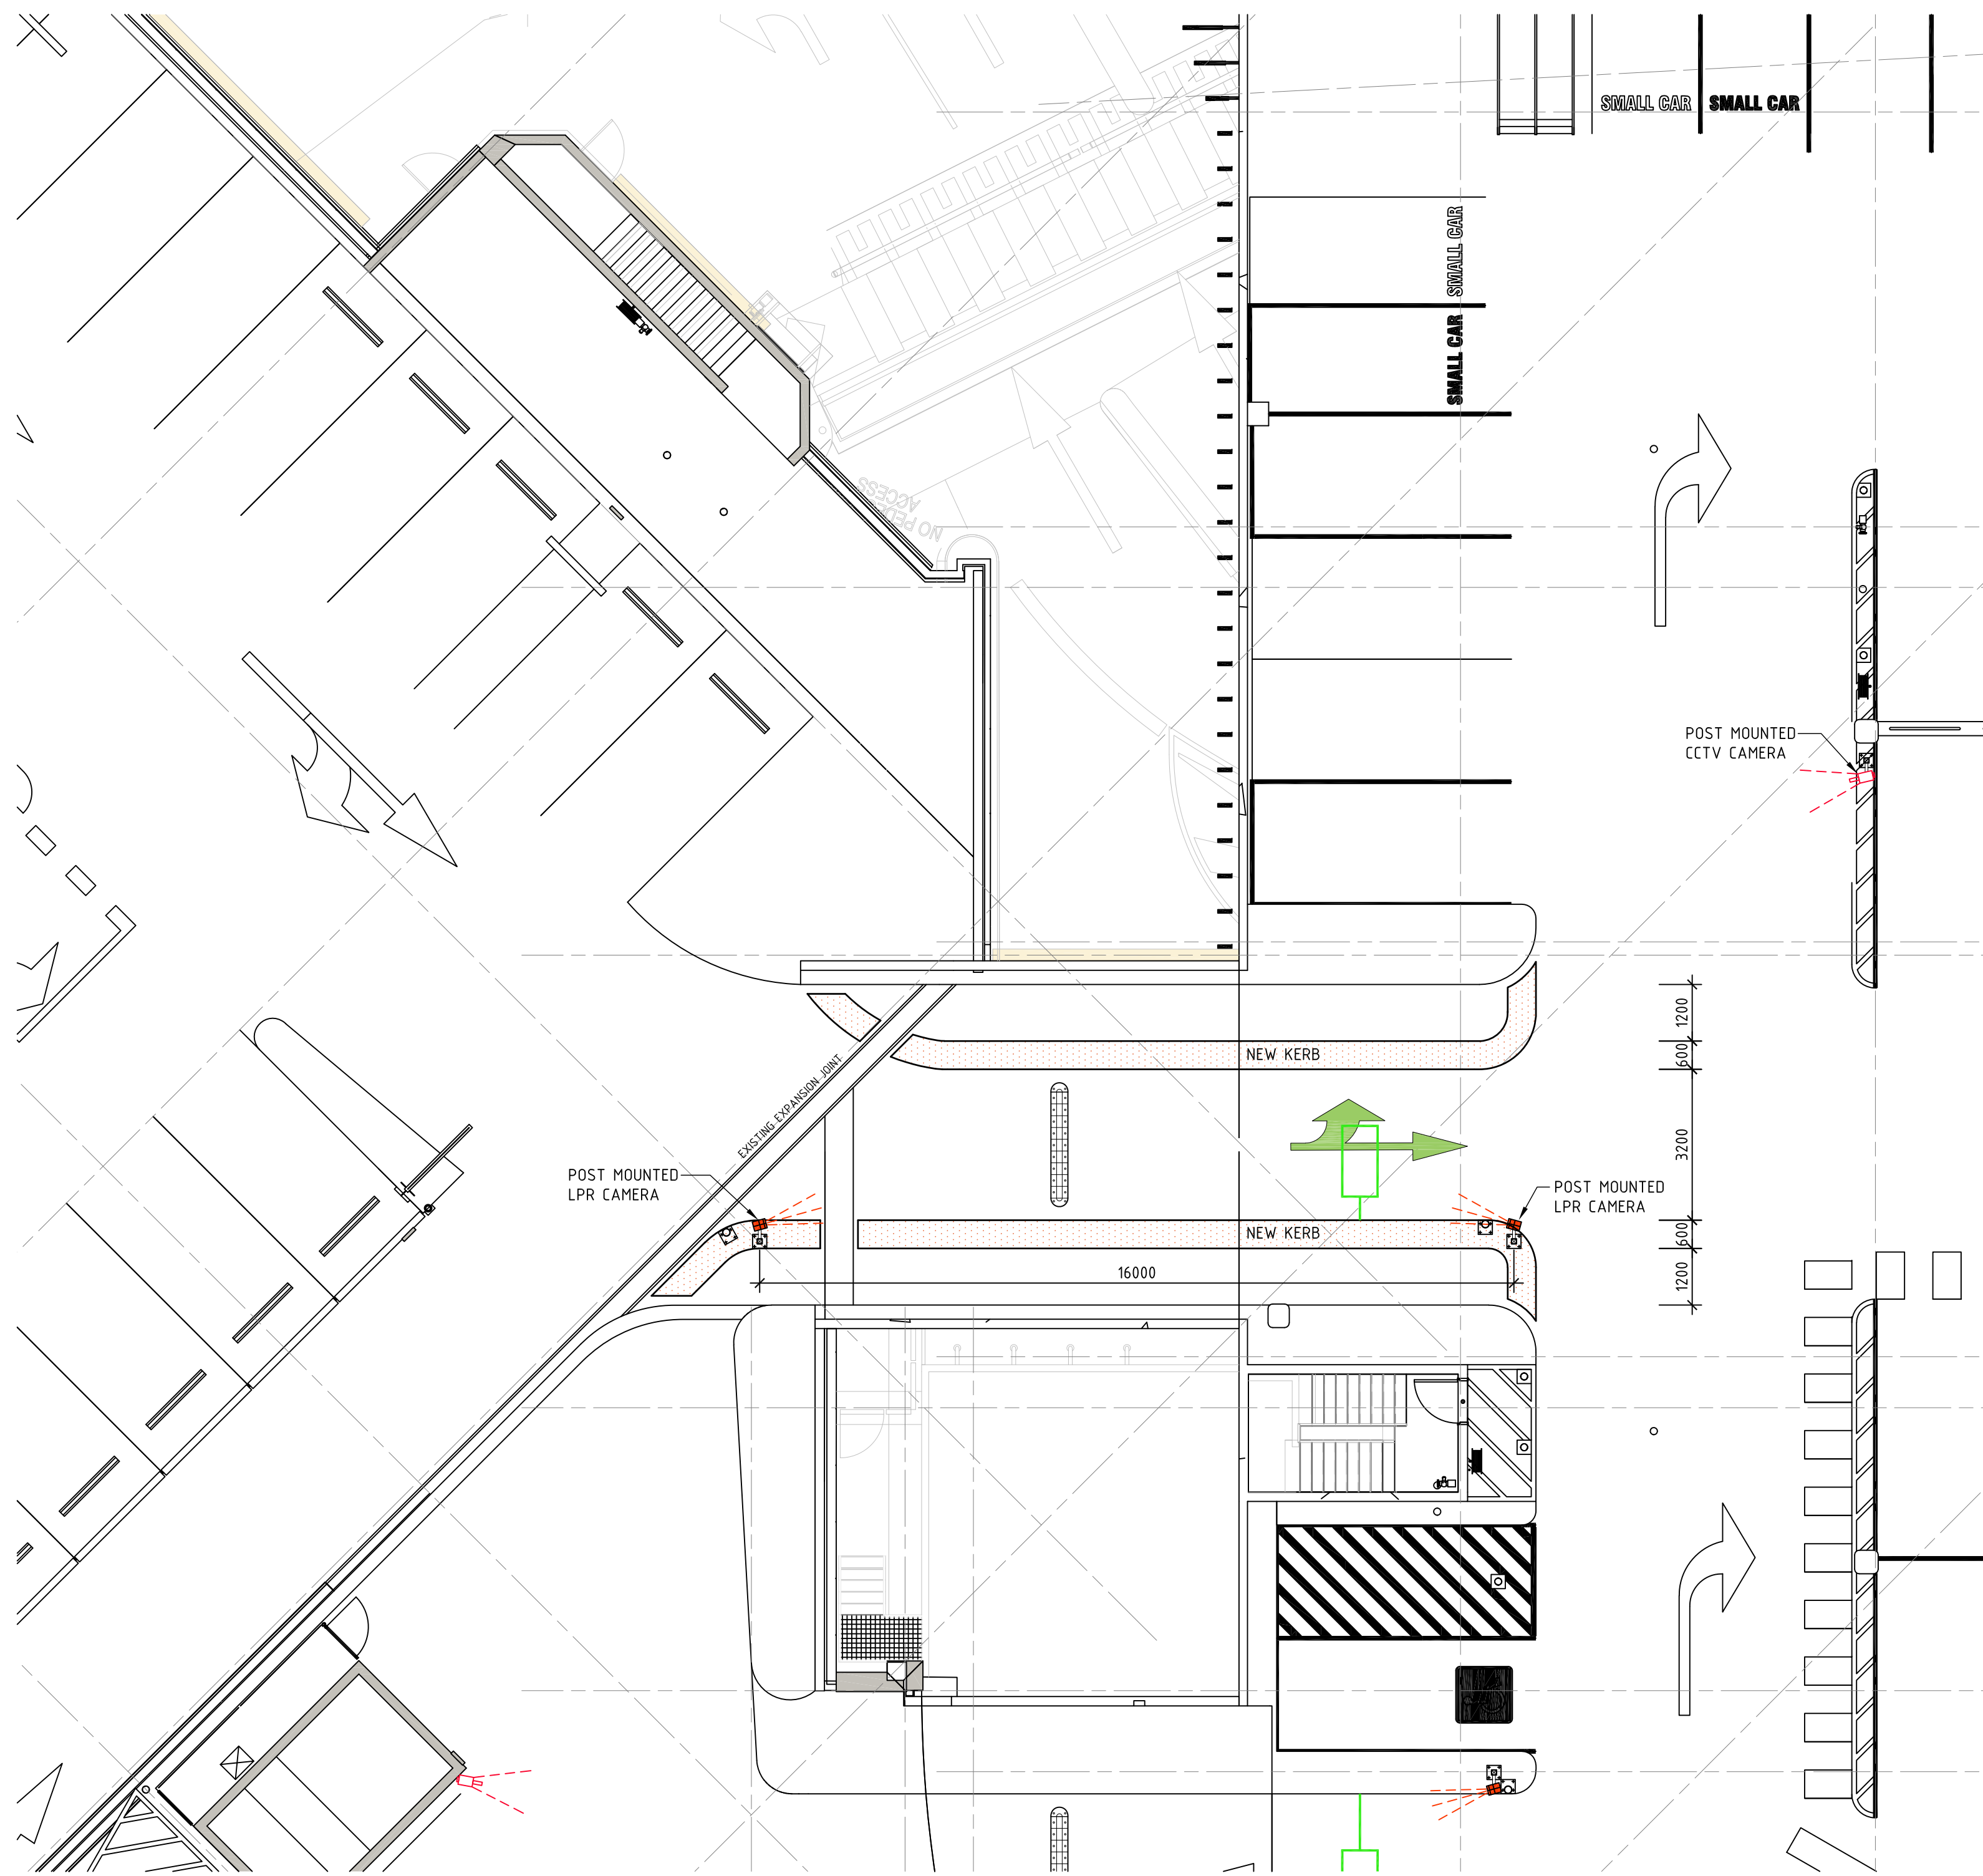 SMALL CAR
SMALL CAR
SMALL CAR
SMALL CAR
NO PEDE
ACCESS
POST MOUNTED
CCTV CAMERA
1200
600
NEW KERB
EXISTING EXPANSION JOINT
3200
POST MOUNTED
LPR CAMERA
POST MOUNTED
LPR CAMERA
600
NEW KERB
1200
16000